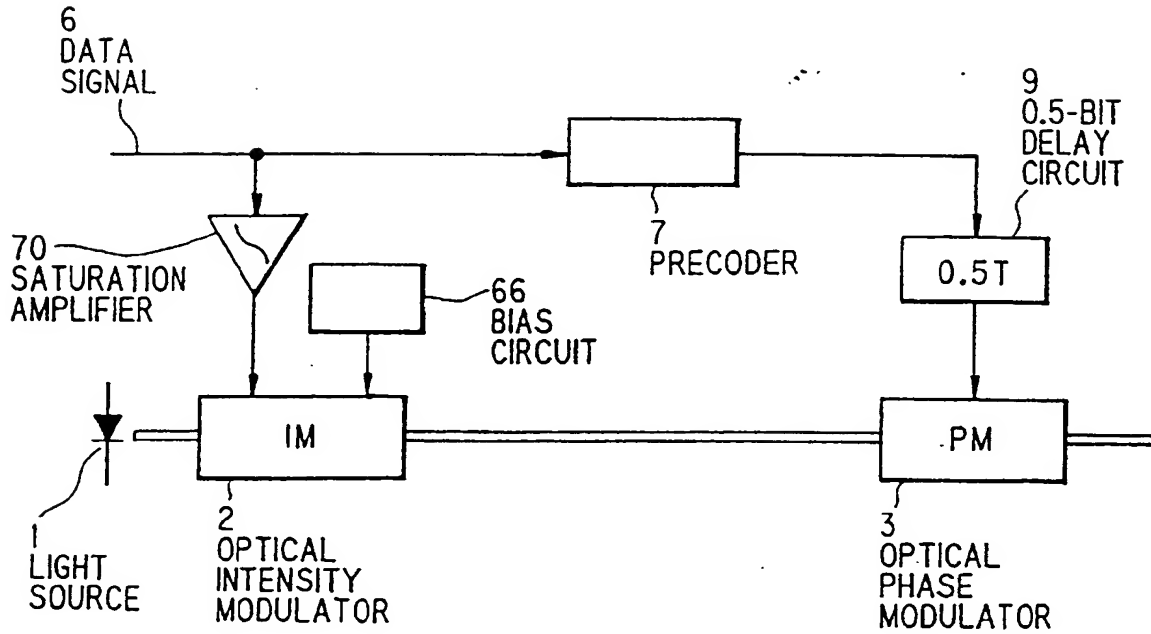 6
DATA
SIGNAL
9
0.5-BIT
DELAY
CIRCUIT
7
PRECODER
70
SATURATION
AMPLIFIER
66
BIAS
CIRCUIT
0.5T
IM
PM
1
LIGHT
SOURCE
2
OPTICAL
INTENSITY
MODULATOR
3
OPTICAL
PHASE
MODULATOR